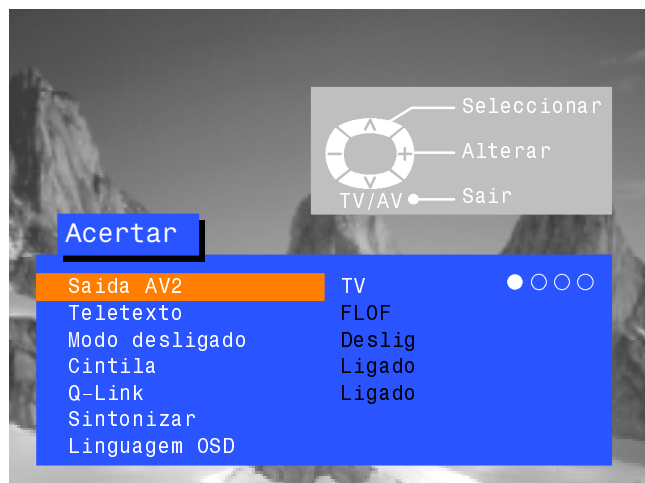 Seleccionar
Alterar
TV/AV Sair
Acertar
Saida AV2 TV
Teletexto FLOF
Modo desligado Deslig
Cintila Ligado
Q-Link Ligado
Sintonizar
Linguagem OSD